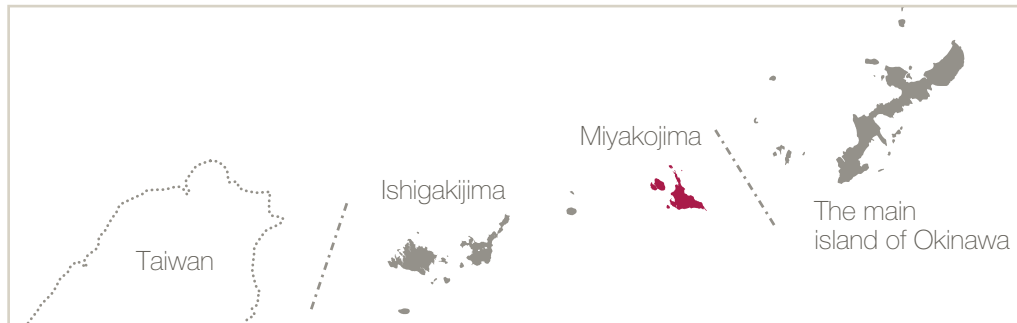 Miyakojima
Ishigakijima
The main
island of Okinawa
Taiwan